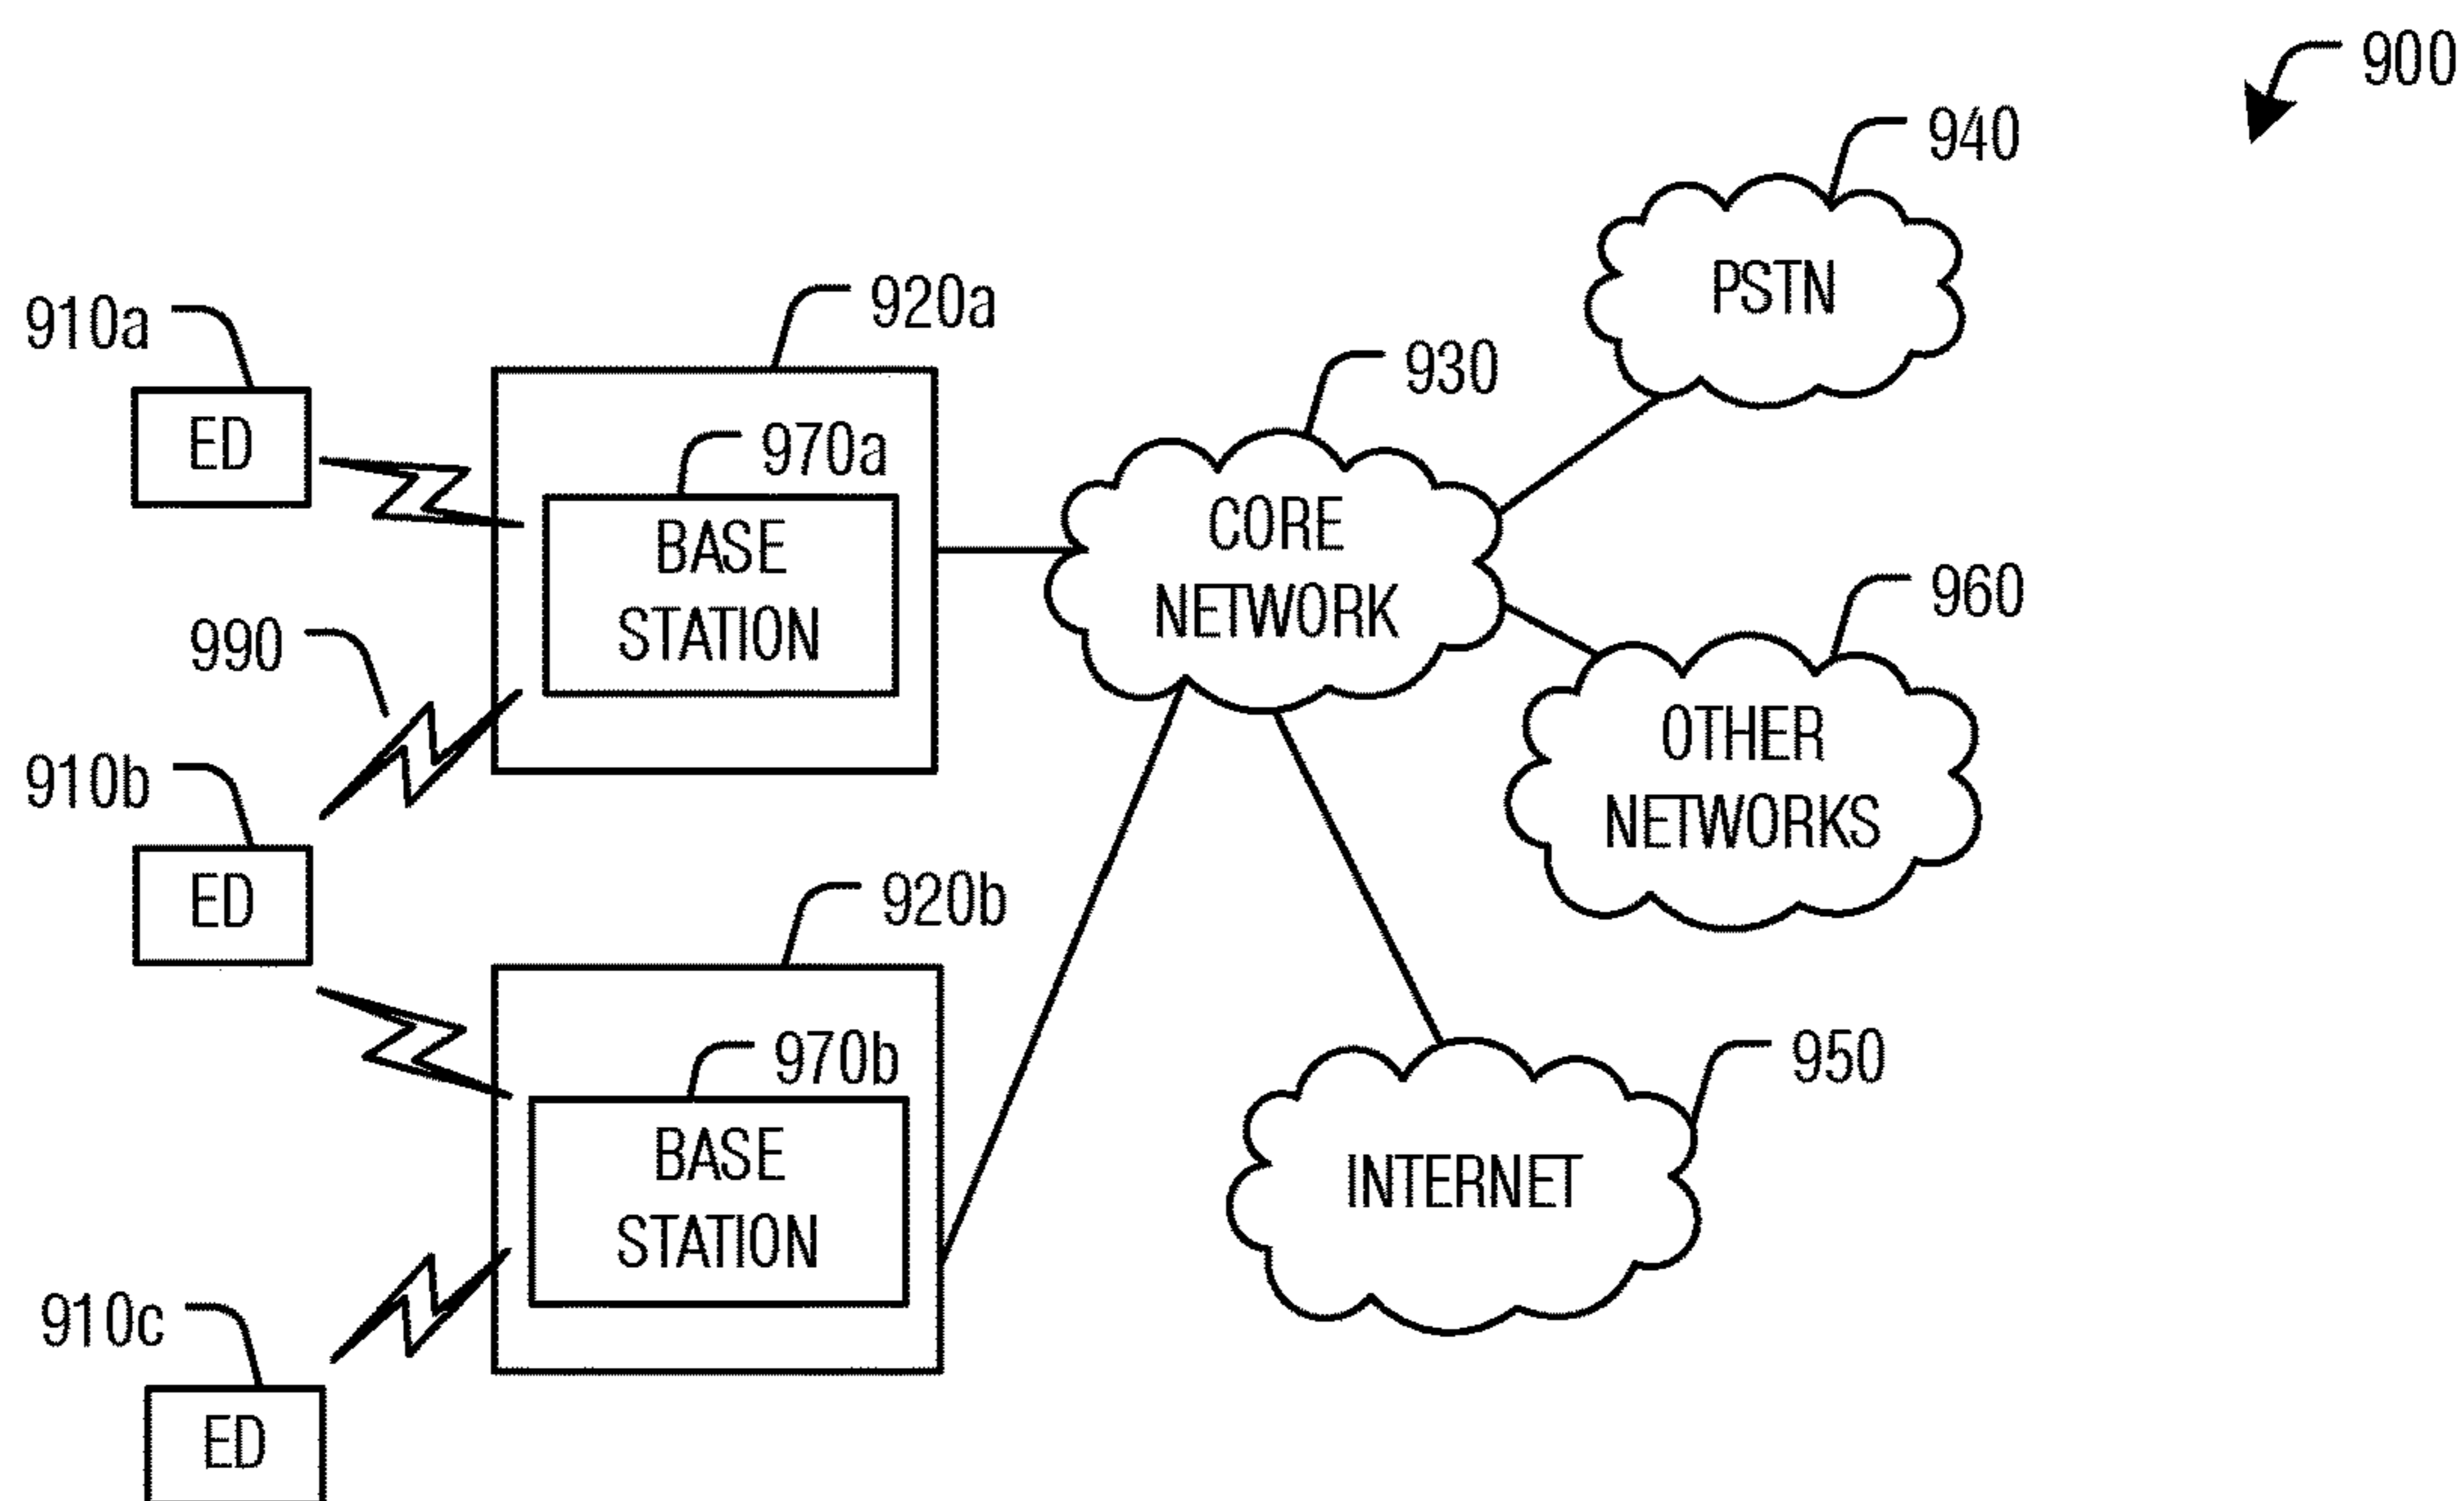 900
940
PSTN
920a
910a
930
ED
970a
CORE
NETWORK
BASE
STATION
960
990
OTHER
NETWORKS
910b
ED
920b
970b
950
BASE
STATION
INTERNET
910c
ED